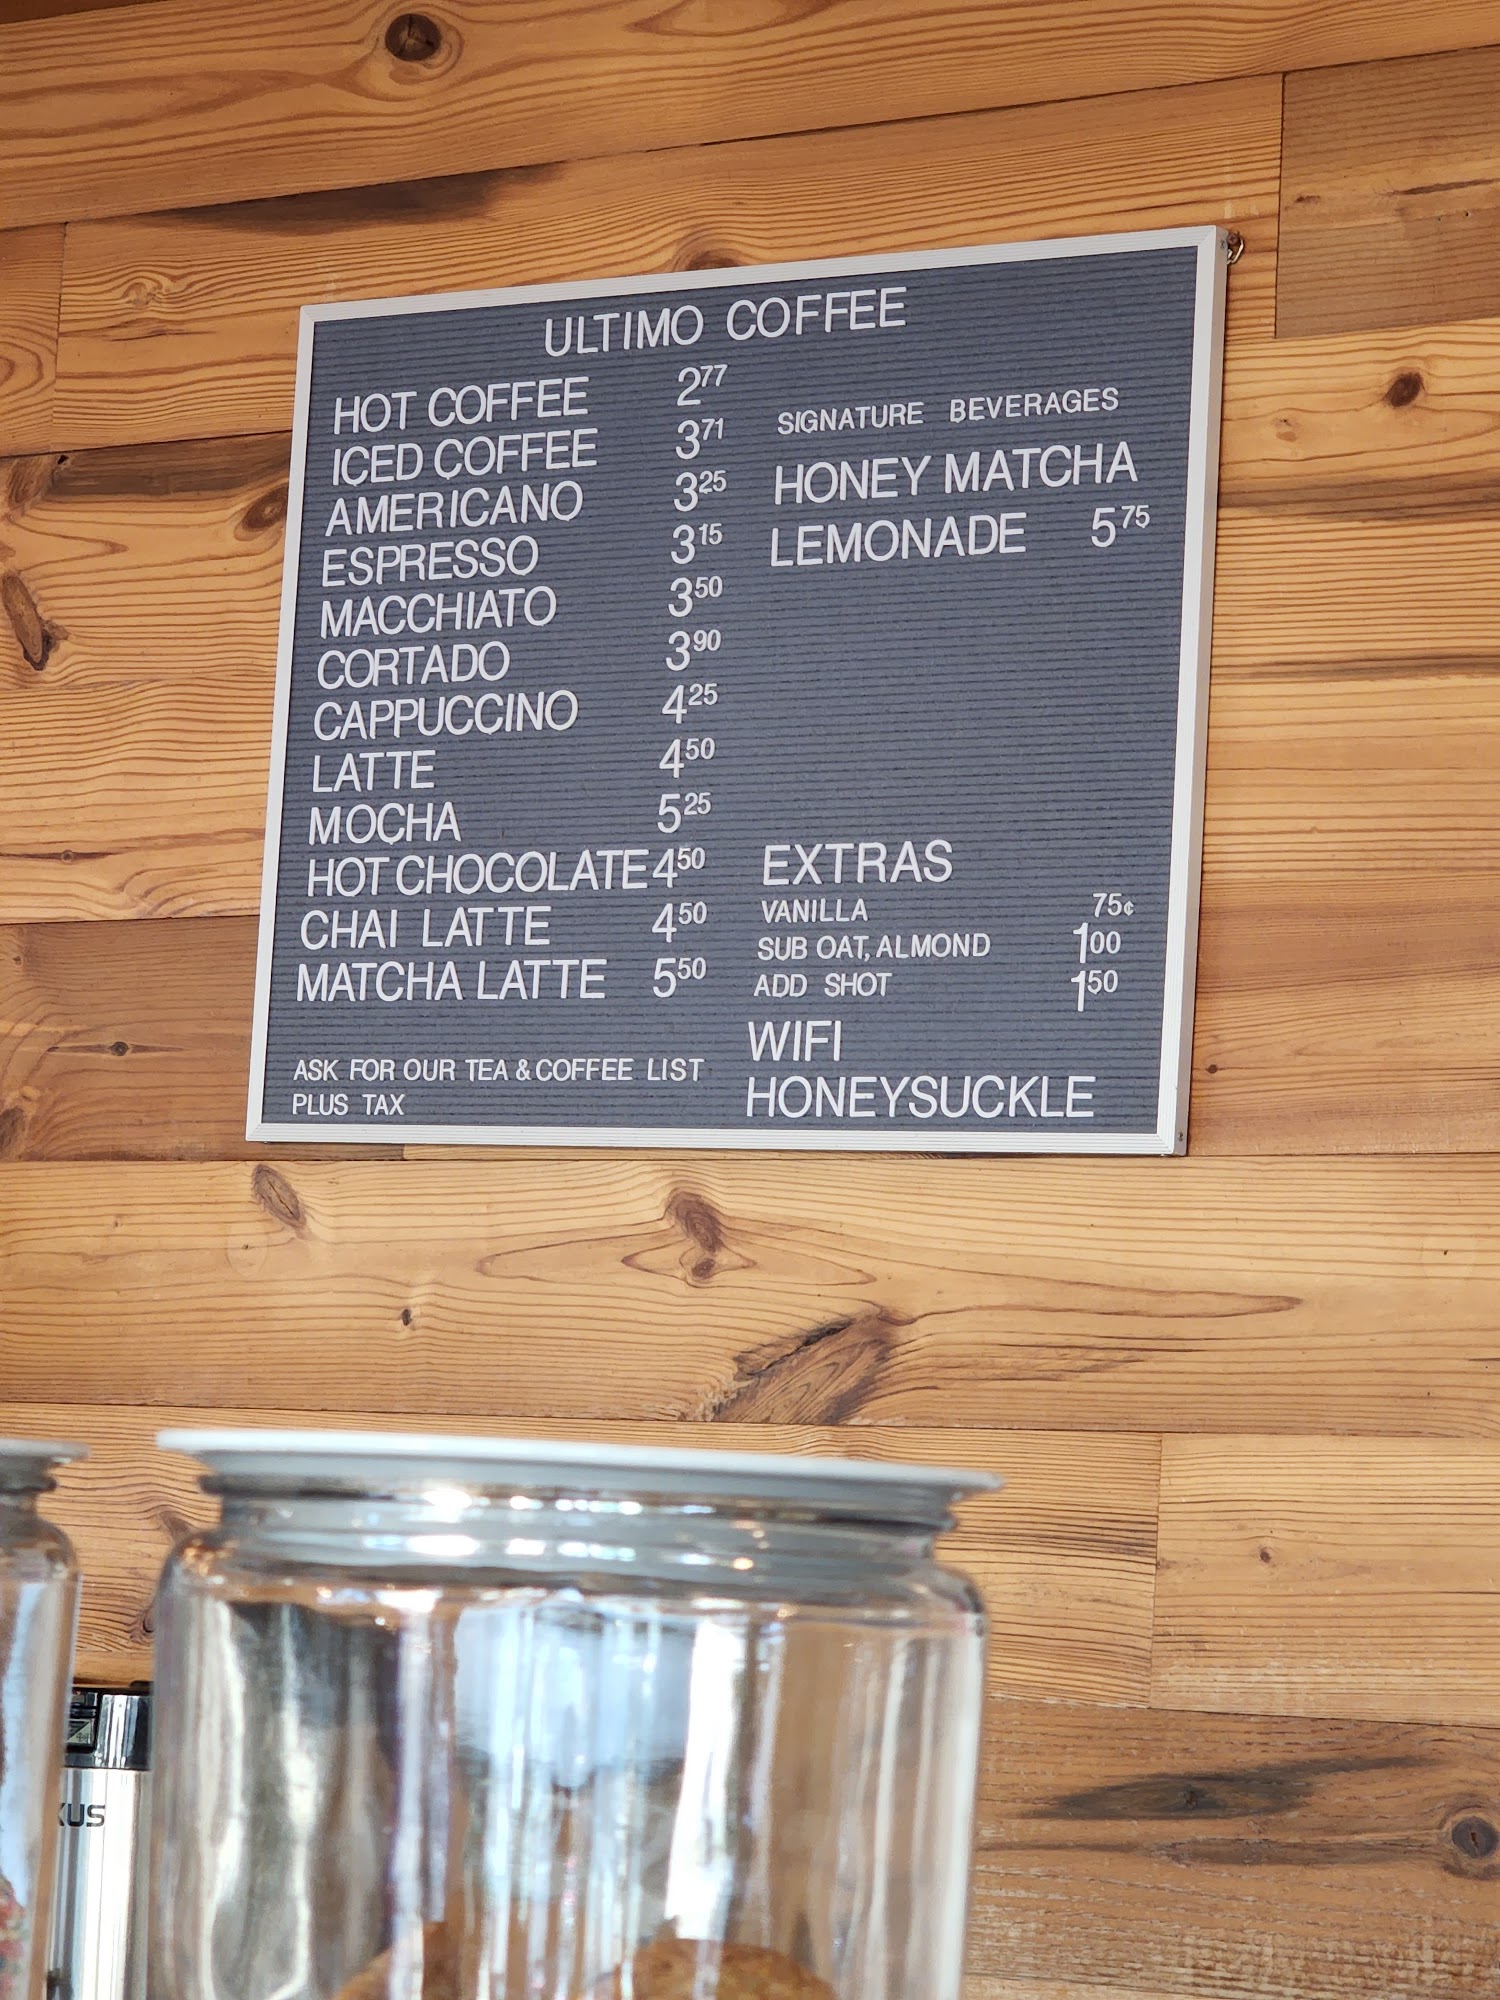 ULTIMO COFFEE
HOT COFFEE 2.77
ICED COFFEE 3.71
AMERICANO 3.25
ESPRESSO 3.15
MACCHIATO 3.50
CORTADO 3.90
CAPPUCCINO 4.25
LATTE 4.50
MOCHA 5.25
HOT CHOCOLATE 4.50
CHAI LATTE 4.50
MATCHA LATTE 5.50
ASK FOR OUR TEA & COFFEE LIST
PLUS TAX
SIGNATURE BEVERAGES
HONEY MATCHA
LEMONADE 5.75
EXTRAS
VANILLA 75¢
SUB OAT, ALMOND 1.00
ADD SHOT 1.50
WIFI
HONEYSUCKLE